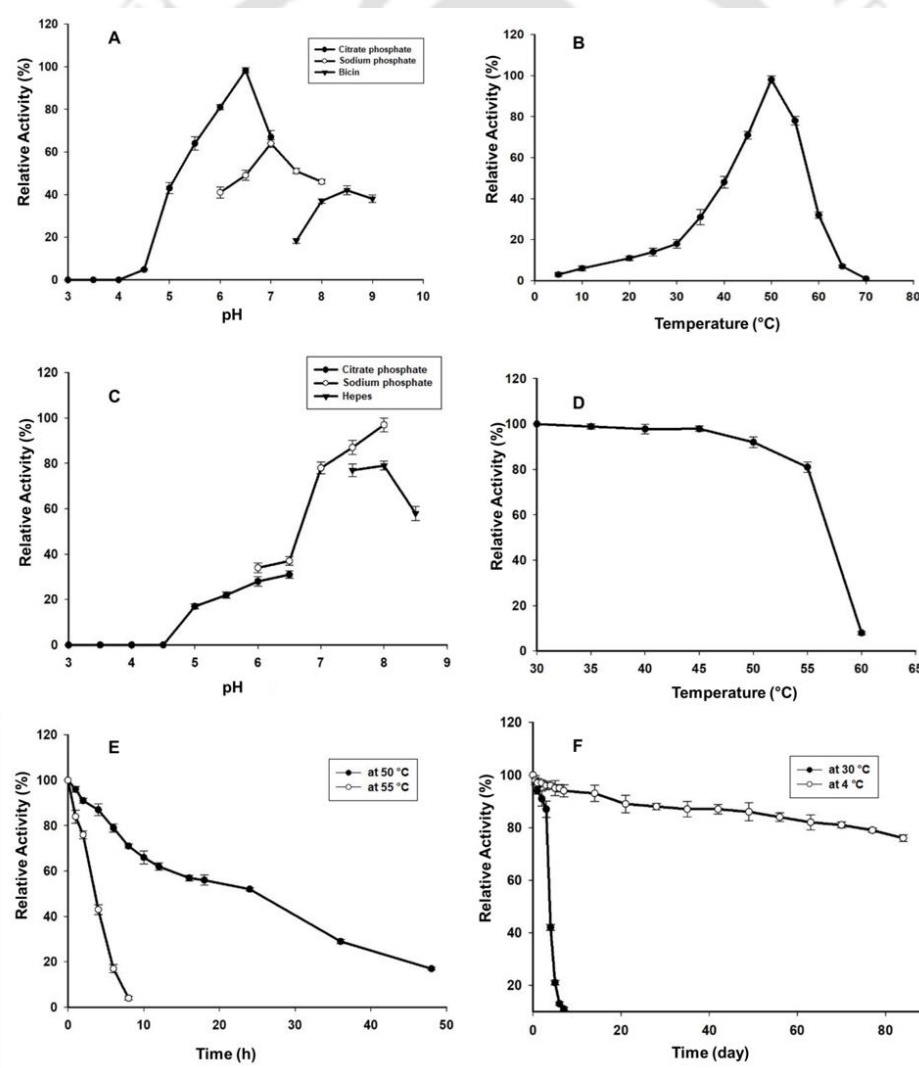 A
Relative Activity (%)
120
100
80
60
40
20
0
3 4 5 6 7 8 9 10
pH
Citrate phosphate
Sodium phosphate
Bicin
B
Relative Activity (%)
120
100
80
60
40
20
0
0 10 20 30 40 50 60 70 80
Temperature (°C)
C
Relative Activity (%)
120
100
80
60
40
20
0
3 4 5 6 7 8 9
pH
Citrate phosphate
Sodium phosphate
Hepes
D
Relative Activity (%)
120
100
80
60
40
20
0
30 35 40 45 50 55 60 65
Temperature (°C)
E
Relative Activity (%)
120
100
80
60
40
20
0
0 10 20 30 40 50
Time (h)
at 50 °C
at 55 °C
F
Relative Activity (%)
120
100
80
60
40
20
0 20 40 60 80
Time (day)
at 30 °C
at 4 °C